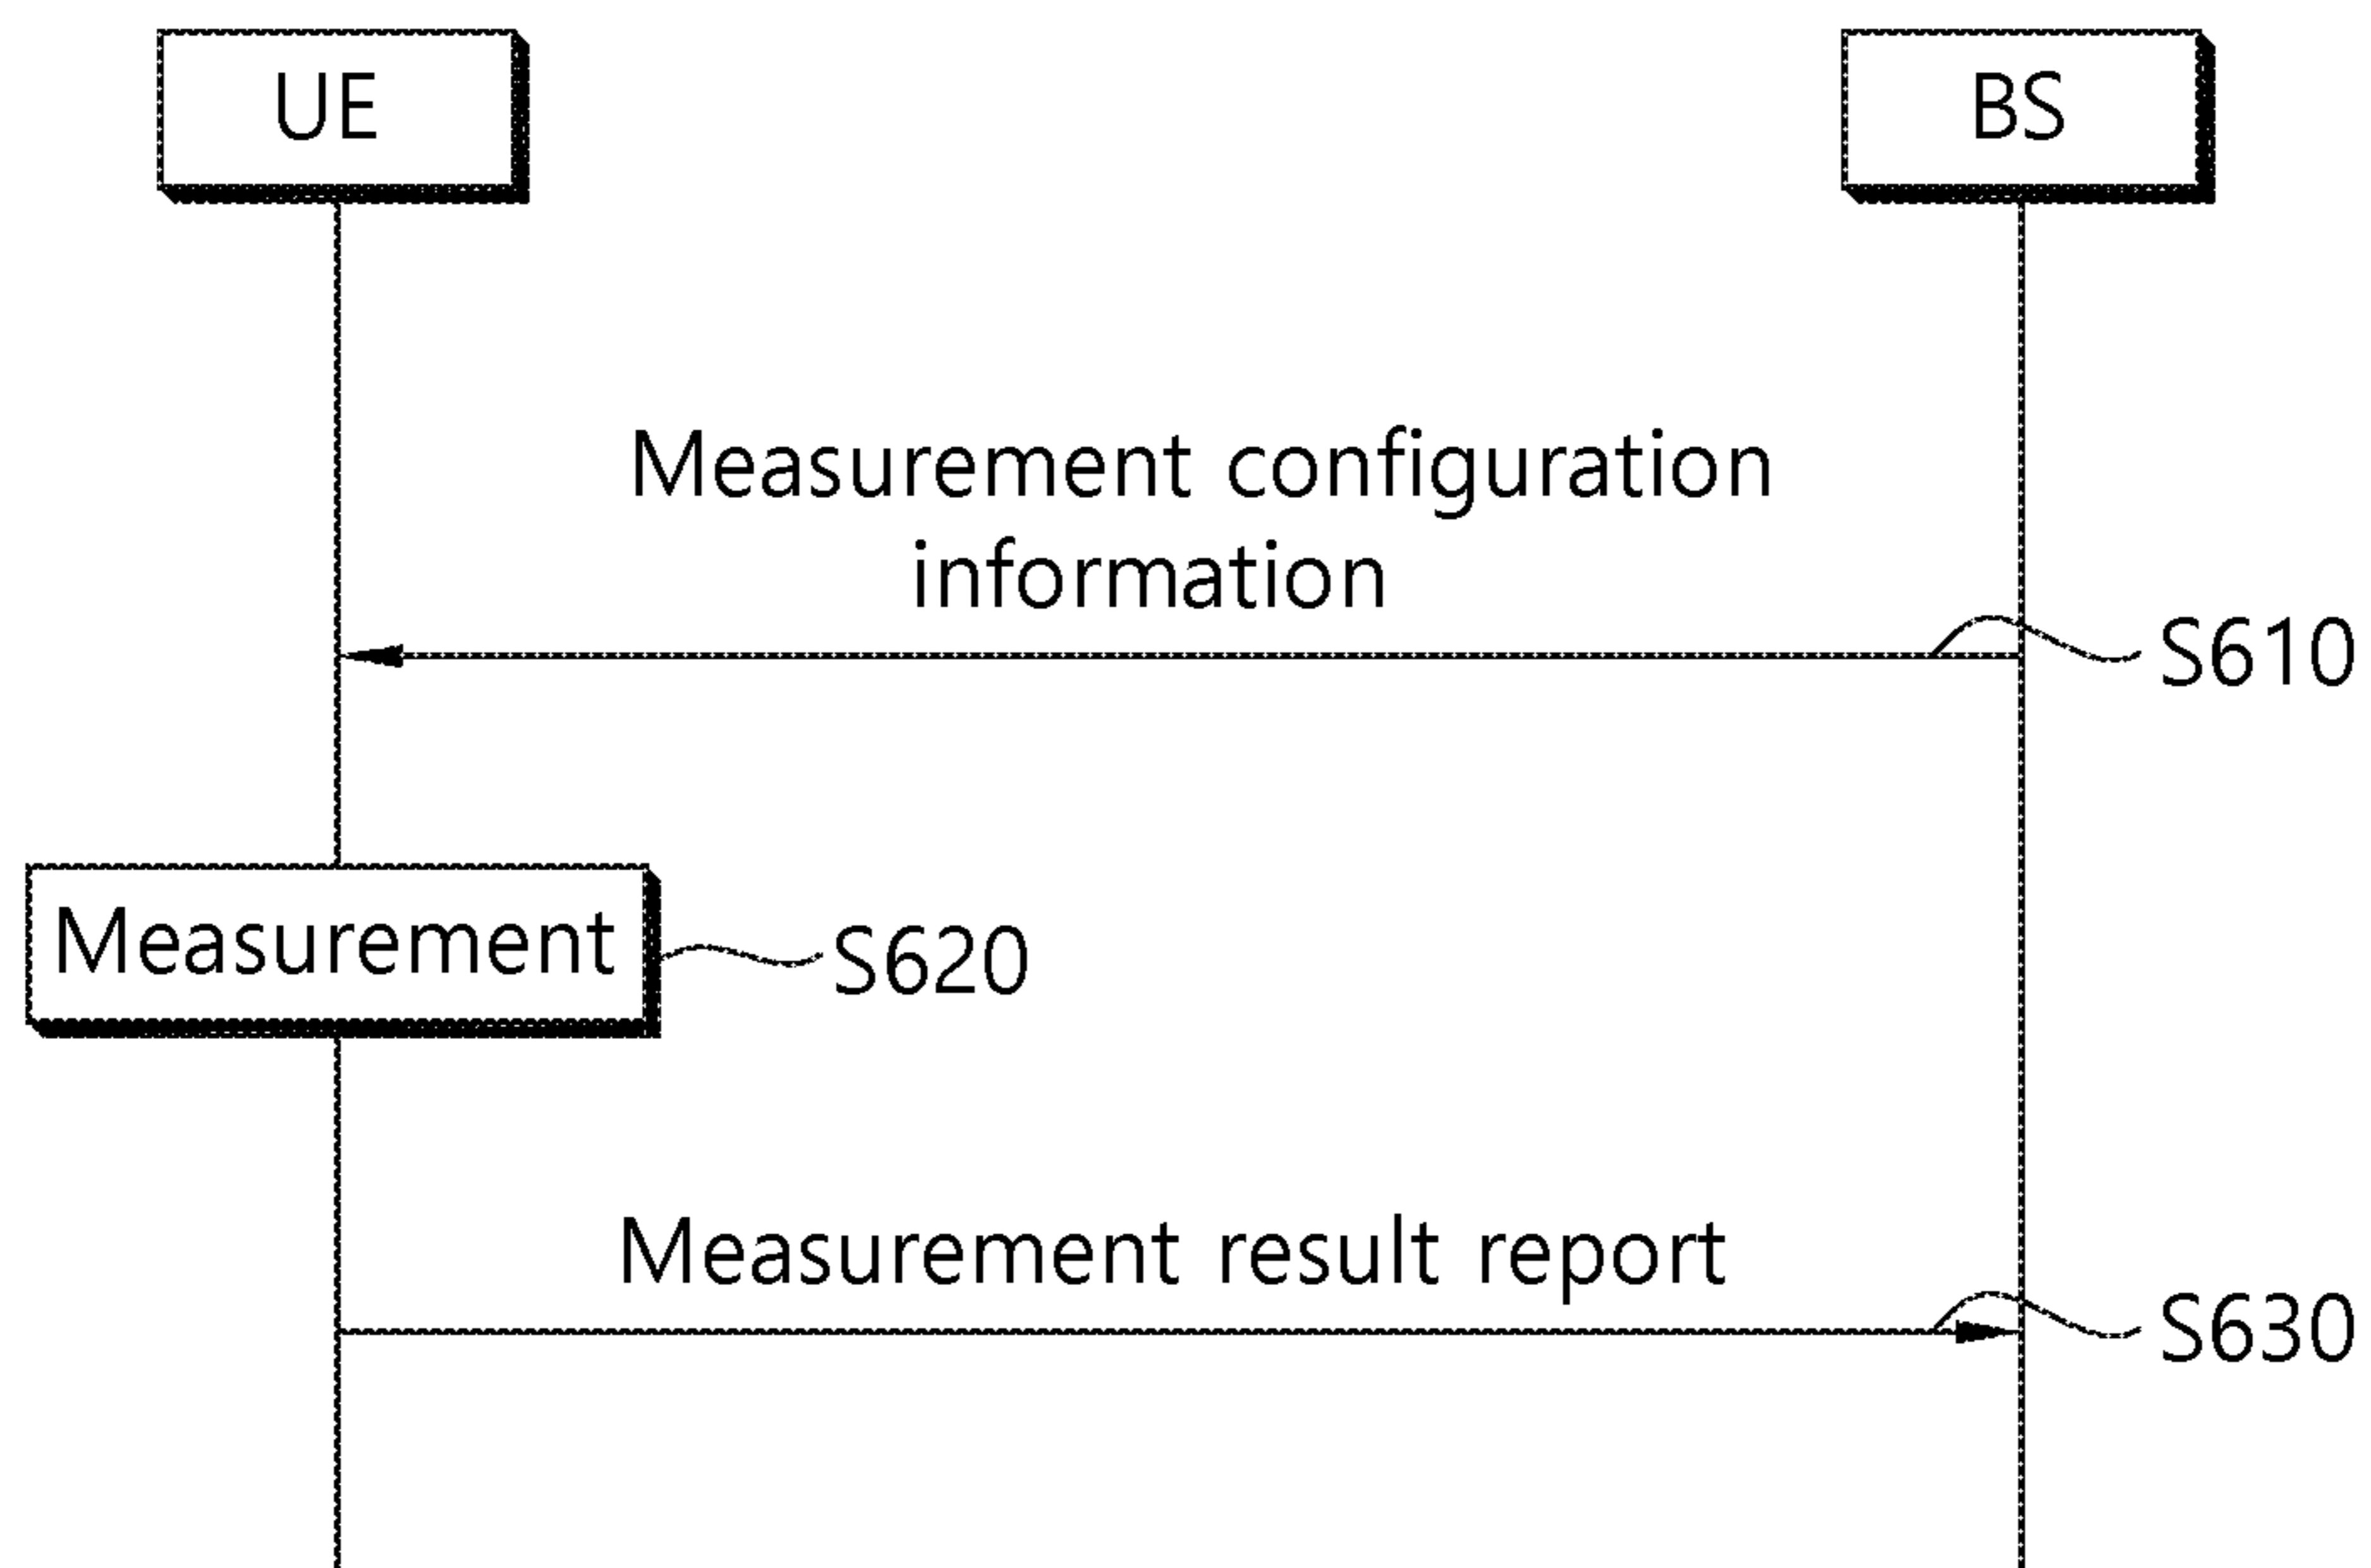 UE
BS
Measurement configuration
information
S610
Measurement
S620
Measurement result report
S630